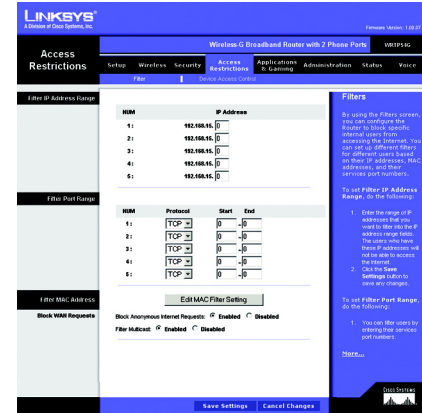 LINKSYS®
A Division of Cisco Systems, Inc.
Firmware Version: 1.00.37
Wireless-G Broadband Router with 2 Phone Ports WRTP54G
Access Restrictions
Setup Wireless Security Access Restrictions Applications & Gaming Administration Status Voice
Filter Device Access Control
Filter IP Address Range
NUM IP Address
1: 192.168.15. 0
2: 192.168.15. 0
3: 192.168.15. 0
4: 192.168.15. 0
5: 192.168.15. 0
Filter Port Range
NUM Protocol Start End
1: TCP 0 - 0
2: TCP 0 - 0
3: TCP 0 - 0
4: TCP 0 - 0
5: TCP 0 - 0
Filter MAC Address
Edit MAC Filter Setting
Block WAN Requests
Block Anonymous Internet Requests: Enabled Disabled
Filter Multicast: Enabled Disabled
Save Settings Cancel Changes
Filters
By using the Filters screen,
you can configure the
Router to block specific
internal users from
accessing the Internet. You
can set up different filters
for different users based
on their IP addresses, MAC
addresses, and their
services port numbers.
To set Filter IP Address
Range, do the following:
1. Enter the range of IP
addresses that you
want to filter into the IP
address range fields.
The users who have
these IP addresses will
not be able to access
the Internet.
2. Click the Save
Settings button to
save any changes.
To set Filter Port Range,
do the following:
1. You can filter users by
entering their services
port numbers.
More...
CISCO SYSTEMS